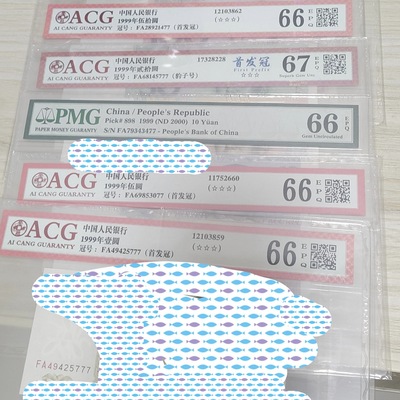 ACG
AI CANG GUARANTY
中国人民银行
1999年伍拾圆
冠号：FA28921477（首发冠）
12103862
（☆☆☆）
66 EPQ
ACG
AI CANG GUARANTY
中国人民银行
1999年贰拾圆
冠号：FA68145777（豹子号）
17328228
首发冠
First Prefix
☆☆☆
67 EPQ
Superb Gem Unc
PMG
PAPER MONEY GUARANTY
China / People's Republic
Pick# 898 1999 (ND 2000) 10 Yüan
S/N FA79343477 - People's Bank of China
66 EPQ
Gem Uncirculated
ACG
AI CANG GUARANTY
中国人民银行
1999年伍圆
冠号：FA69853077（首发冠）
11752660
（☆☆☆）
66 EPQ
ACG
AI CANG GUARANTY
中国人民银行
1999年壹圆
冠号：FA49425777（首发冠）
12103859
（☆☆☆）
66 EPQ
FA49425777